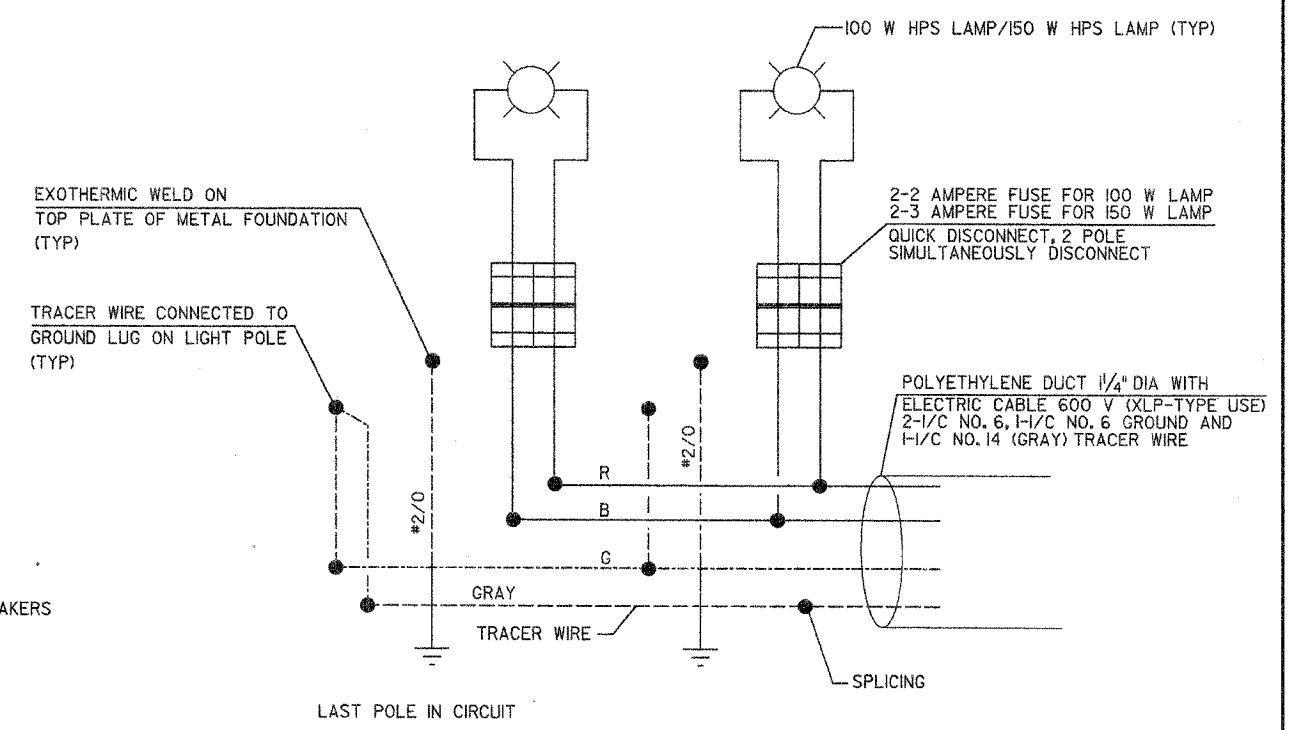 100 W HPS LAMP/150 W HPS LAMP (TYP)
EXOTHERMIC WELD ON
TOP PLATE OF METAL FOUNDATION
(TYP)
2-2 AMPERE FUSE FOR 100 W LAMP
2-3 AMPERE FUSE FOR 150 W LAMP
QUICK DISCONNECT, 2 POLE
SIMULTANEOUSLY DISCONNECT
TRACER WIRE CONNECTED TO
GROUND LUG ON LIGHT POLE
(TYP)
POLYETHYLENE DUCT 1 1/4" DIA WITH
ELECTRIC CABLE 600 V (XLP-TYPE USE)
2-1/C NO. 6, 1-1/C NO. 6 GROUND AND
1-1/C NO. 14 (GRAY) TRACER WIRE
#2/0
#2/0
R
B
G
GRAY
AKERS
TRACER WIRE
SPLICING
LAST POLE IN CIRCUIT